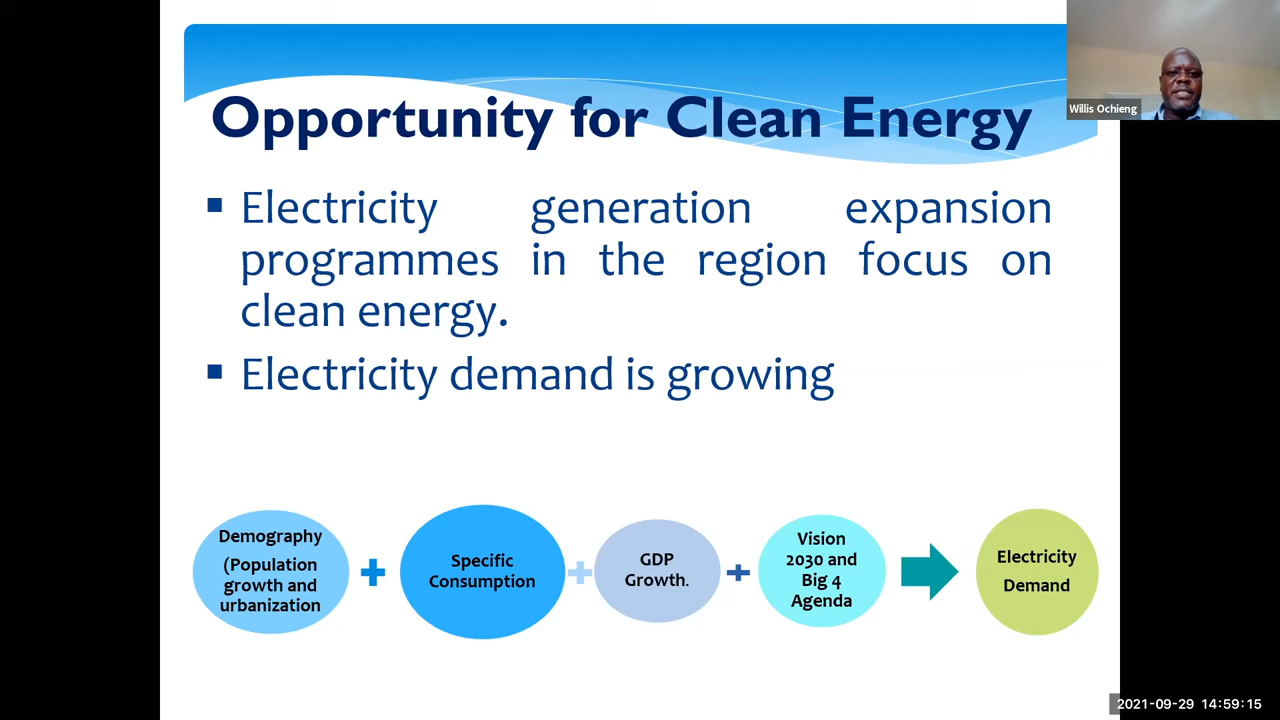 Opportunity for Clean Energy
Willis Ochieng
▪ Electricity generation expansion
programmes in the region focus on
clean energy.
▪ Electricity demand is growing
Demography
(Population
growth and
urbanization
+
Specific
Consumption
+
GDP
Growth.
+
Vision
2030 and
Big 4
Agenda
Electricity
Demand
2021-09-29 14:59:15